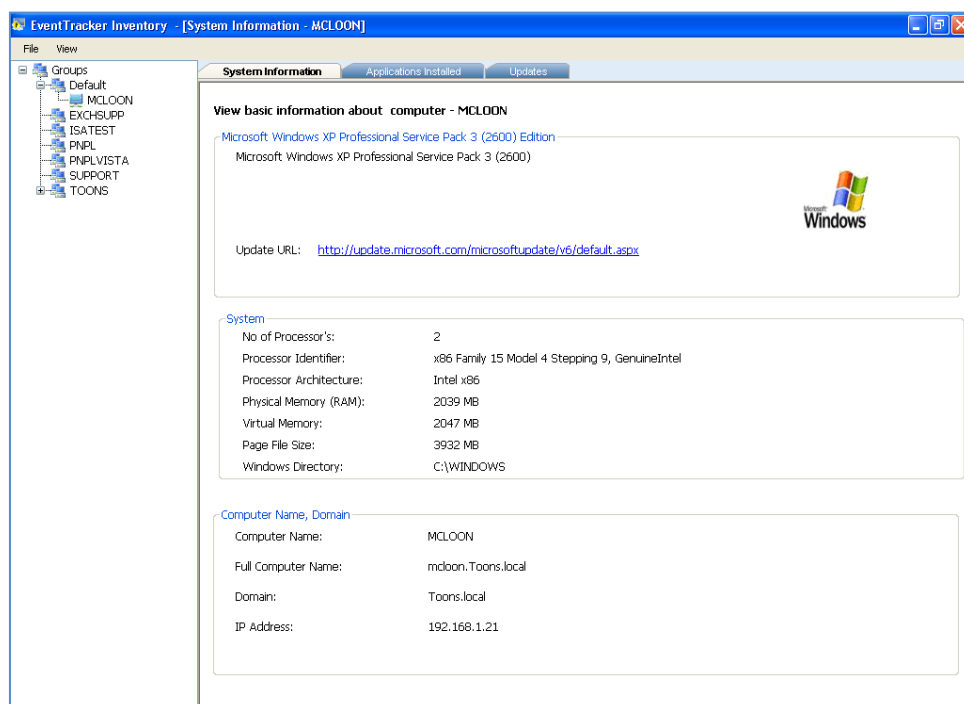 EventTracker Inventory - [System Information - MCLOON]
File View
Groups
Default
MCLOON
EXCHSUPP
ISATEST
PNPL
PNPLVISTA
SUPPORT
TOONS
System Information Applications Installed Updates
View basic information about computer - MCLOON
Microsoft Windows XP Professional Service Pack 3 (2600) Edition
Microsoft Windows XP Professional Service Pack 3 (2600)
Microsoft
Windows
Update URL: http://update.microsoft.com/microsoftupdate/v6/default.aspx
System
No of Processor's: 2
Processor Identifier: x86 Family 15 Model 4 Stepping 9, GenuineIntel
Processor Architecture: Intel x86
Physical Memory (RAM): 2039 MB
Virtual Memory: 2047 MB
Page File Size: 3932 MB
Windows Directory: C:\WINDOWS
Computer Name, Domain
Computer Name: MCLOON
Full Computer Name: mcloon.Toons.local
Domain: Toons.local
IP Address: 192.168.1.21